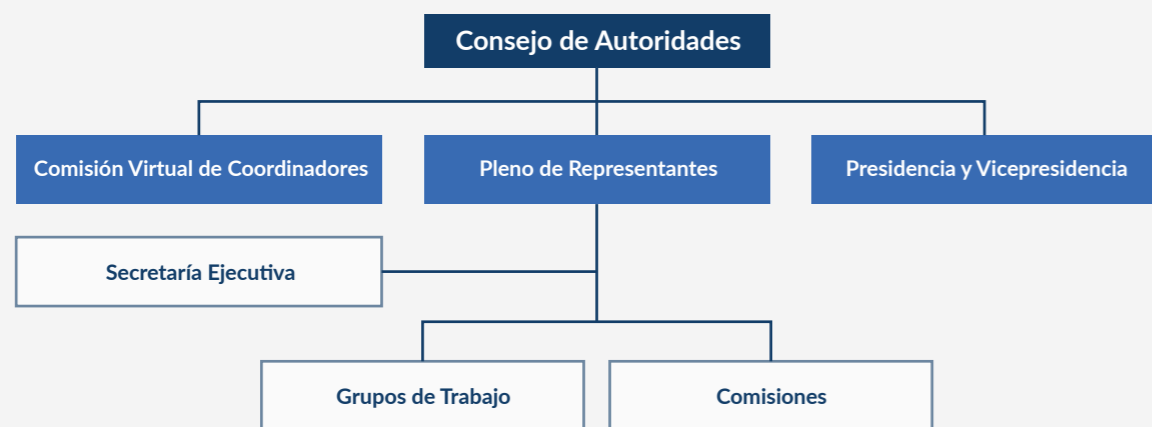 Consejo de Autoridades
Comisión Virtual de Coordinadores
Pleno de Representantes
Presidencia y Vicepresidencia
Secretaría Ejecutiva
Grupos de Trabajo
Comisiones